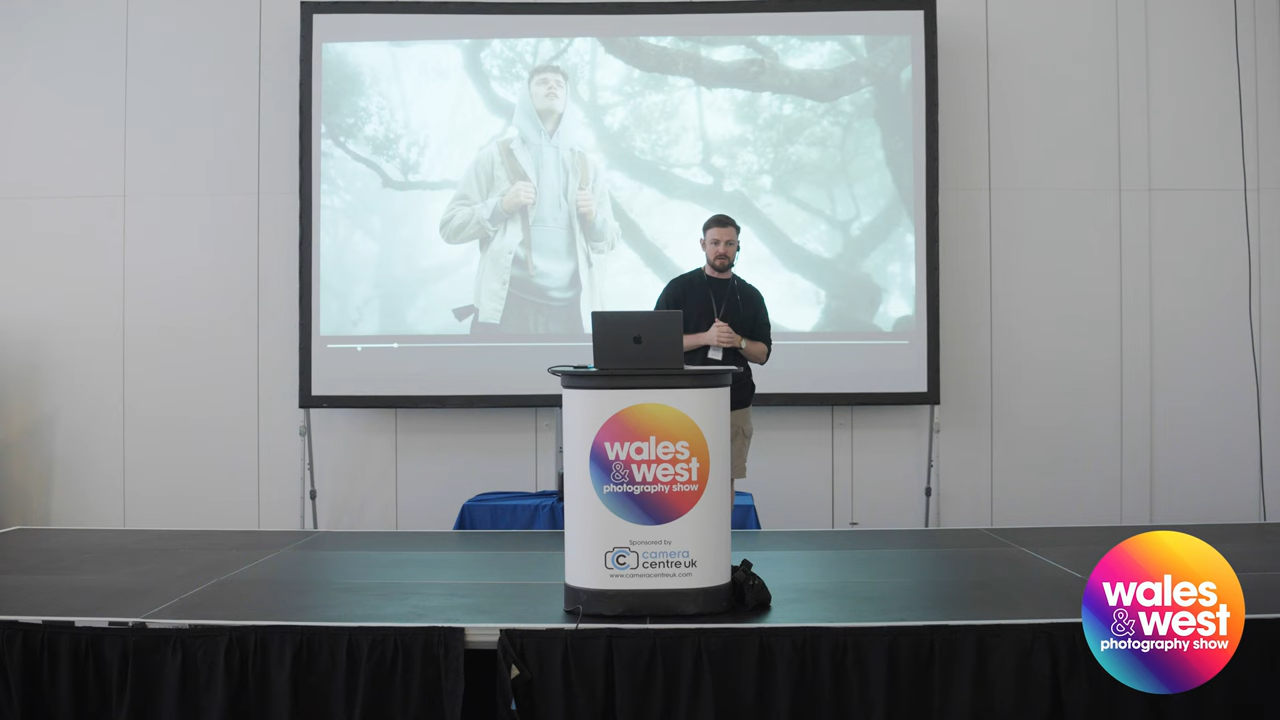 wales
& west
photography show
Sponsored by
camera
centre uk
www.cameracentreuk.com
wales
& west
photography show